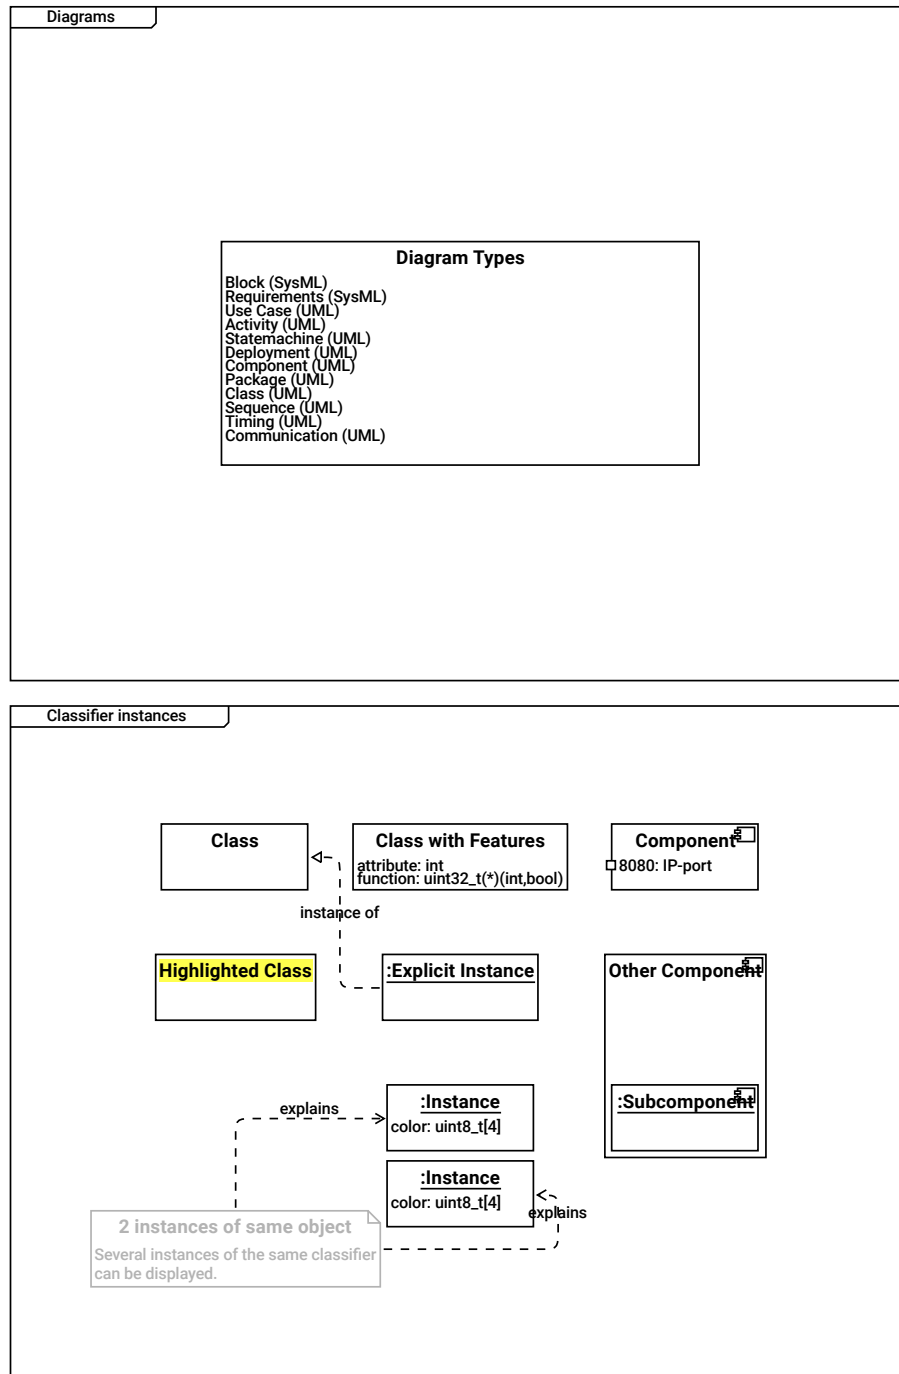 Diagrams
Diagram Types
Block (SysML)
Requirements (SysML)
Use Case (UML)
Activity (UML)
Statemachine (UML)
Deployment (UML)
Component (UML)
Package (UML)
Class (UML)
Sequence (UML)
Timing (UML)
Communication (UML)
Classifier instances
Class
Class with Features
attribute: int
function: uint32_t(*)(int,bool)
Component
8080: IP-port
instance of
Highlighted Class
:Explicit Instance
Other Component
explains
:Instance
color: uint8_t[4]
:Subcomponent
:Instance
color: uint8_t[4]
explains
2 instances of same object
Several instances of the same classifier
can be displayed.